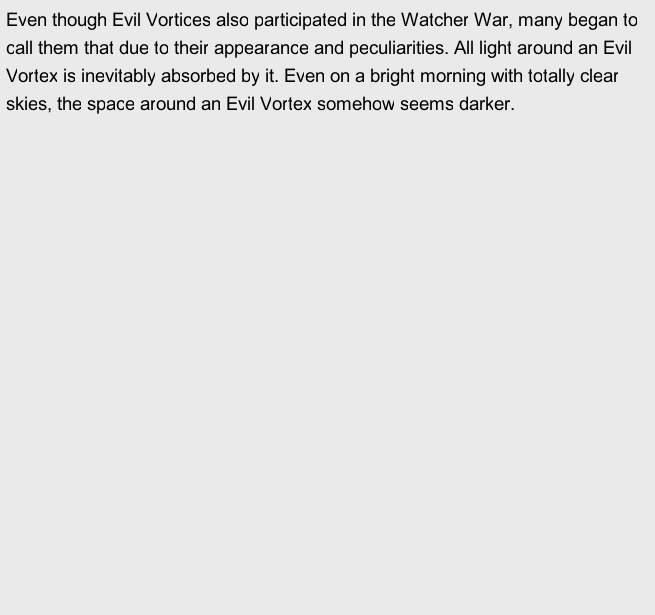 Even though Evil Vortices also participated in the Watcher War, many began to
call them that due to their appearance and peculiarities. All light around an Evil
Vortex is inevitably absorbed by it. Even on a bright morning with totally clear
skies, the space around an Evil Vortex somehow seems darker.